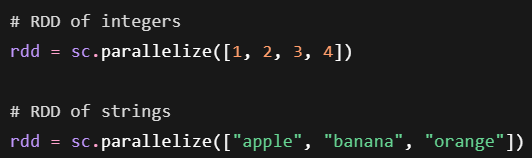 # RDD of integers
rdd = sc.parallelize([1, 2, 3, 4])
# RDD of strings
rdd = sc.parallelize(["apple", "banana", "orange"])